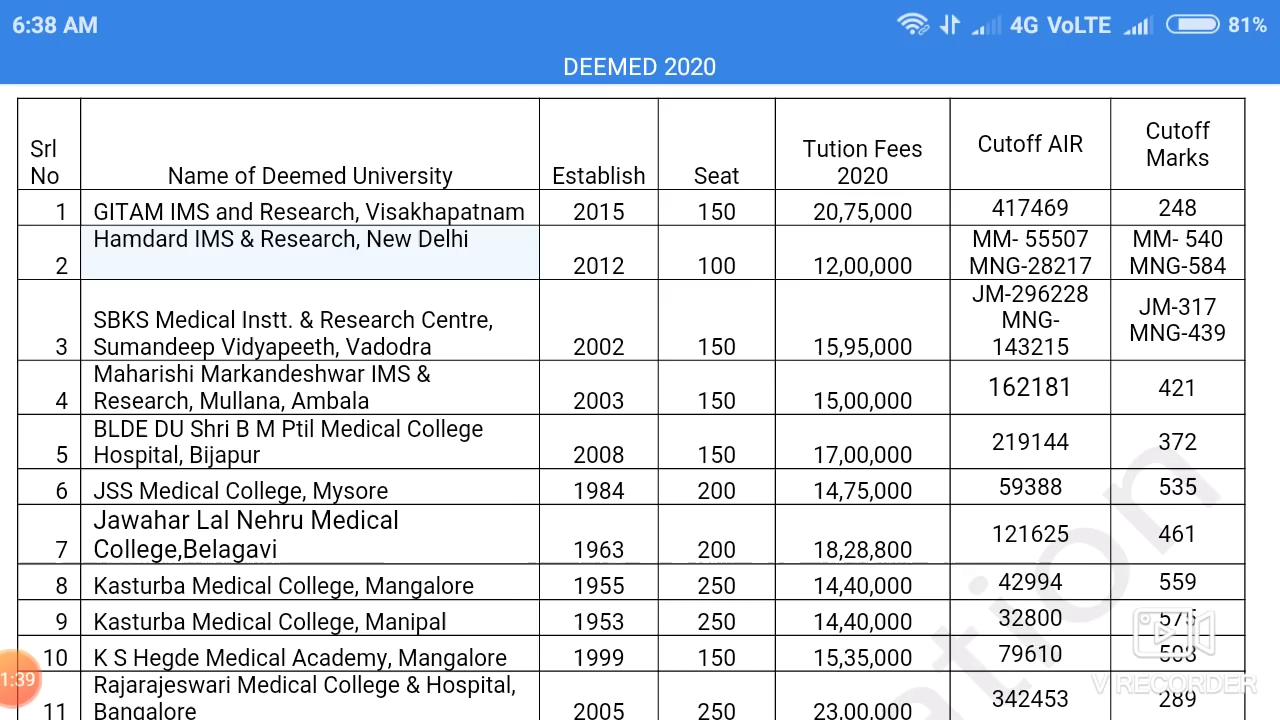 6:38 AM 4G VoLTE 81%
DEEMED 2020
Srl No Name of Deemed University Establish Seat Tution Fees 2020 Cutoff AIR Cutoff Marks
1 GITAM IMS and Research, Visakhapatnam 2015 150 20,75,000 417469 248
2 Hamdard IMS & Research, New Delhi 2012 100 12,00,000 MM- 55507 MNG-28217 MM- 540 MNG-584
3 SBKS Medical Instt. & Research Centre, Sumandeep Vidyapeeth, Vadodra 2002 150 15,95,000 JM-296228 MNG- 143215 JM-317 MNG-439
4 Maharishi Markandeshwar IMS & Research, Mullana, Ambala 2003 150 15,00,000 162181 421
5 BLDE DU Shri B M Ptil Medical College Hospital, Bijapur 2008 150 17,00,000 219144 372
6 JSS Medical College, Mysore 1984 200 14,75,000 59388 535
7 Jawahar Lal Nehru Medical College,Belagavi 1963 200 18,28,800 121625 461
8 Kasturba Medical College, Mangalore 1955 250 14,40,000 42994 559
9 Kasturba Medical College, Manipal 1953 250 14,40,000 32800 575
10 K S Hegde Medical Academy, Mangalore 1999 150 15,35,000 79610
11 Rajarajeswari Medical College & Hospital, Bangalore 2005 250 23,00,000 342453 289
1:39
V RECORDER